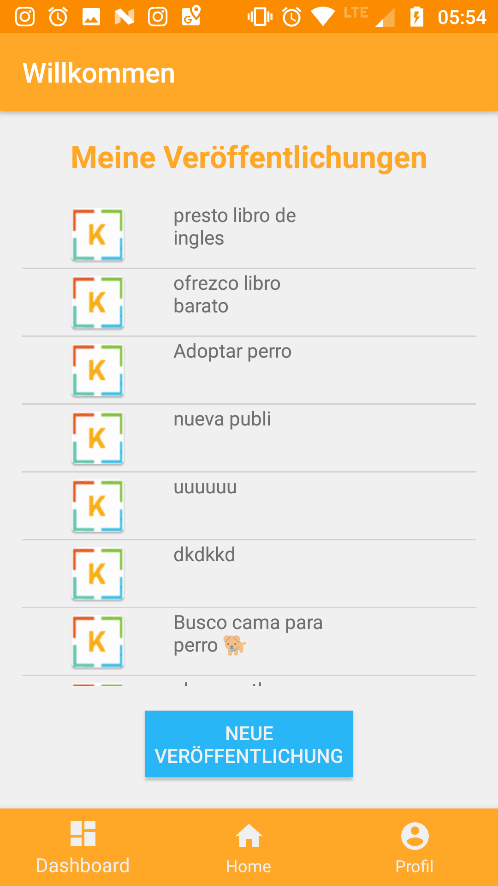 LTE 05:54
Willkommen
Meine Veröffentlichungen
K
presto libro de
ingles
K
ofrezco libro
barato
K
Adoptar perro
K
nueva publi
K
uuuuuu
K
dkdkkd
K
Busco cama para
perro 🐕
NEUE
VERÖFFENTLICHUNG
Dashboard
Home
Profil